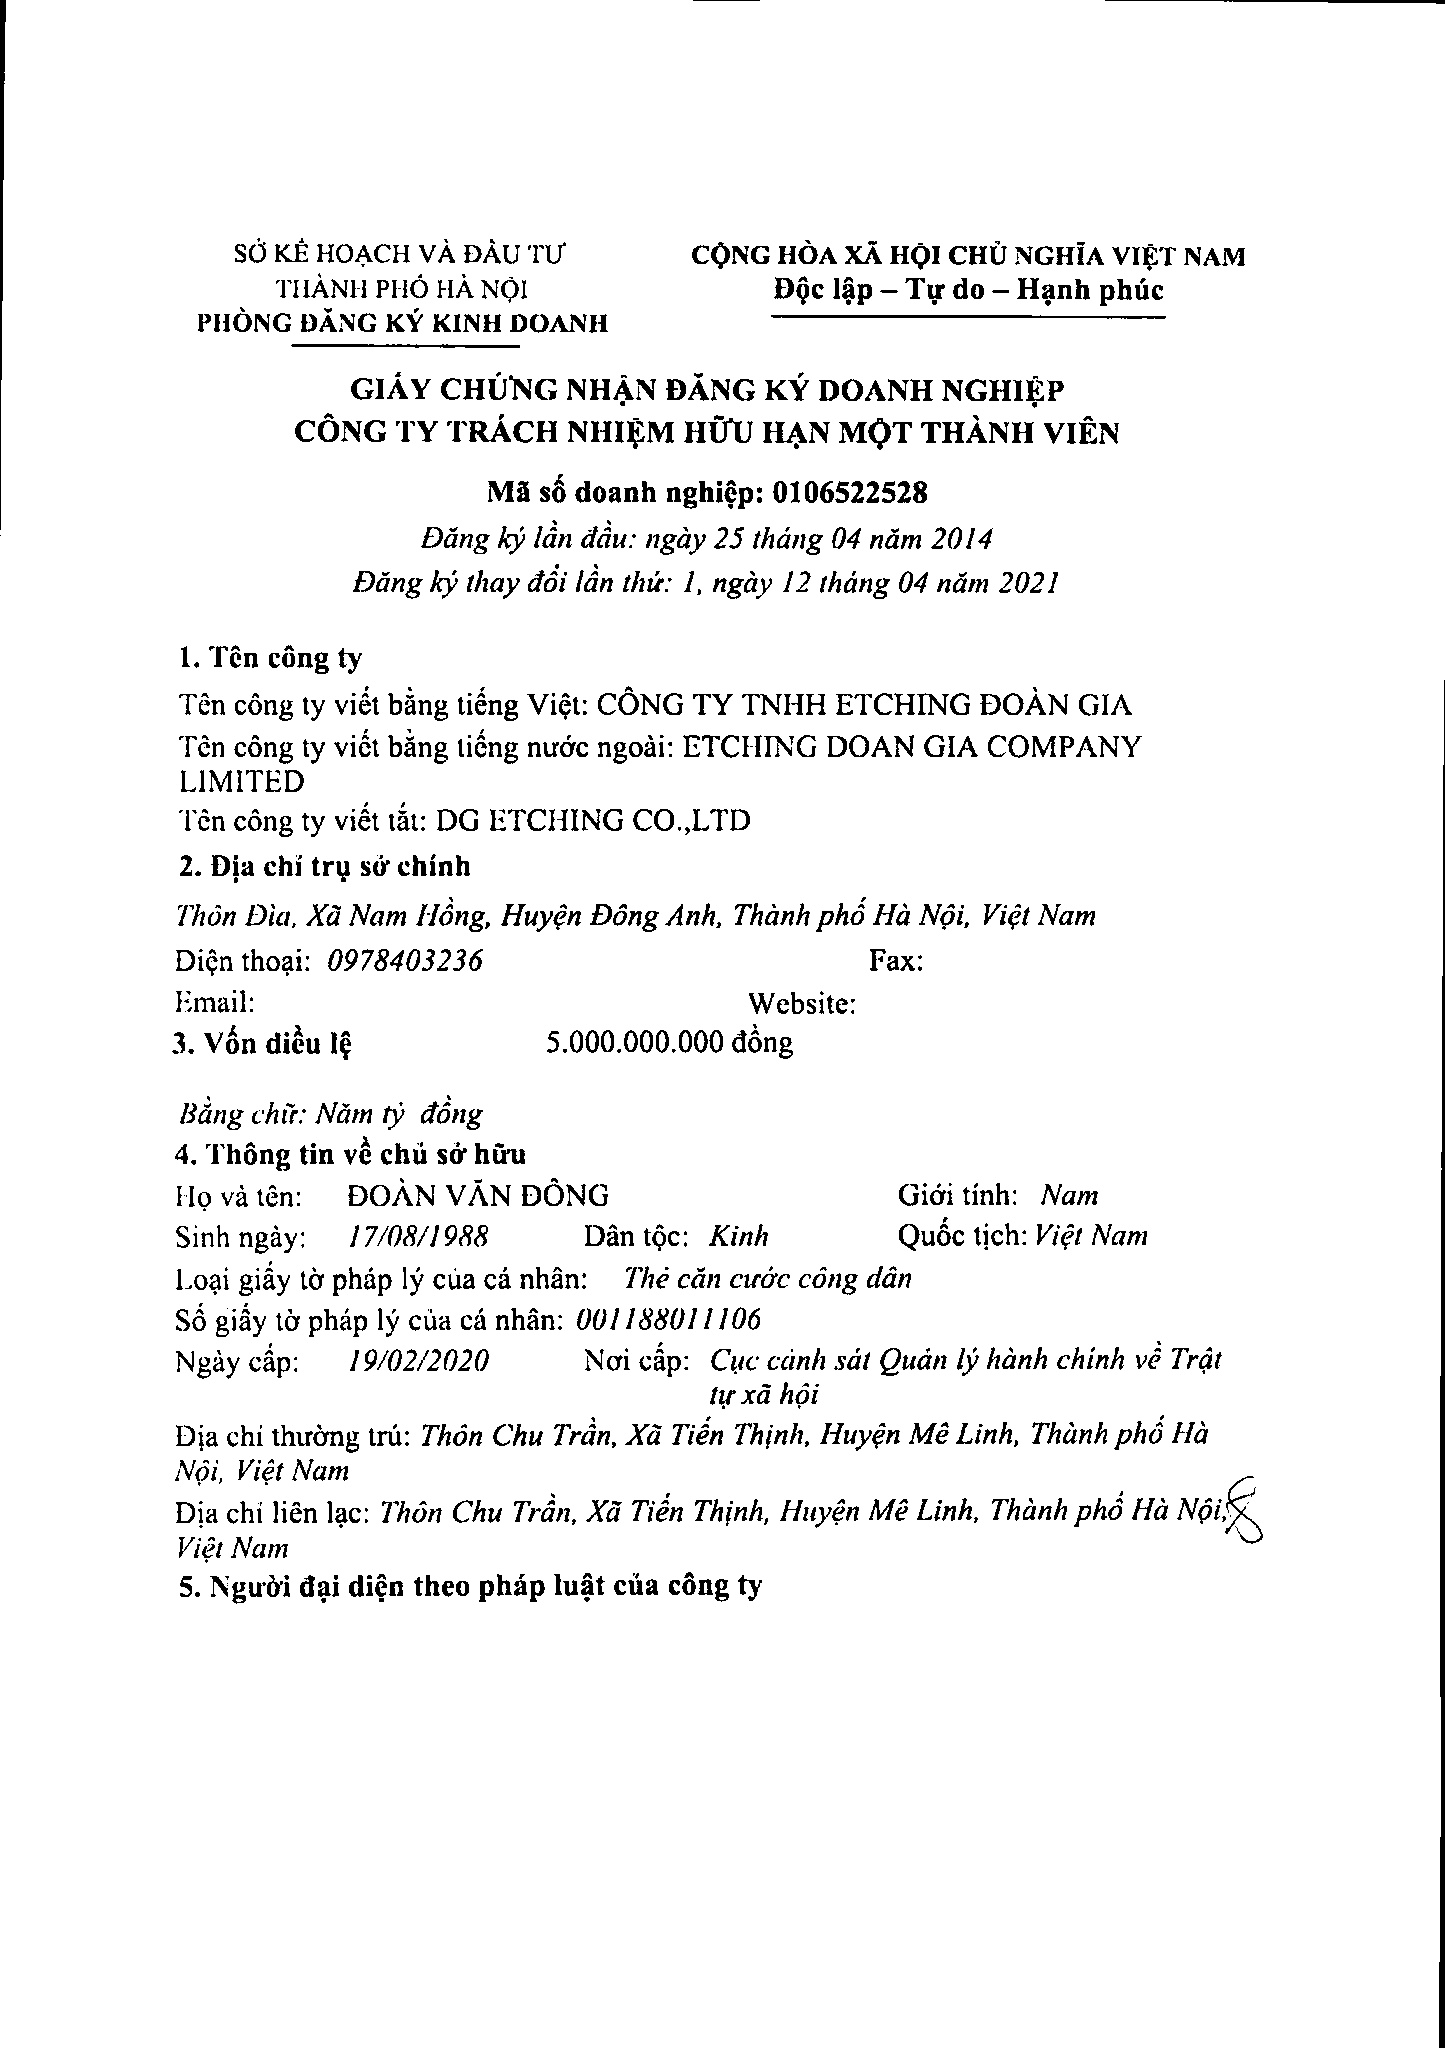 SỞ KẾ HOẠCH VÀ ĐẦU TƯ
THÀNH PHỐ HÀ NỘI
PHÒNG ĐĂNG KÝ KINH DOANH
CỘNG HÒA XÃ HỘI CHỦ NGHĨA VIỆT NAM
Độc lập – Tự do – Hạnh phúc
GIẤY CHỨNG NHẬN ĐĂNG KÝ DOANH NGHIỆP
CÔNG TY TRÁCH NHIỆM HỮU HẠN MỘT THÀNH VIÊN
Mã số doanh nghiệp: 0106522528
Đăng ký lần đầu: ngày 25 tháng 04 năm 2014
Đăng ký thay đổi lần thứ: 1, ngày 12 tháng 04 năm 2021
1. Tên công ty
Tên công ty viết bằng tiếng Việt: CÔNG TY TNHH ETCHING ĐOÀN GIA
Tên công ty viết bằng tiếng nước ngoài: ETCHING DOAN GIA COMPANY
LIMITED
Tên công ty viết tắt: DG ETCHING CO.,LTD
2. Địa chỉ trụ sở chính
Thôn Đìa, Xã Nam Hồng, Huyện Đông Anh, Thành phố Hà Nội, Việt Nam
Điện thoại: 0978403236 Fax:
Email: Website:
3. Vốn điều lệ 5.000.000.000 đồng
Bằng chữ: Năm tỷ đồng
4. Thông tin về chủ sở hữu
Họ và tên: ĐOÀN VĂN ĐÔNG Giới tính: Nam
Sinh ngày: 17/08/1988 Dân tộc: Kinh Quốc tịch: Việt Nam
Loại giấy tờ pháp lý của cá nhân: Thẻ căn cước công dân
Số giấy tờ pháp lý của cá nhân: 001188011106
Ngày cấp: 19/02/2020 Nơi cấp: Cục cảnh sát Quản lý hành chính về Trật
tự xã hội
Địa chỉ thường trú: Thôn Chu Trần, Xã Tiến Thịnh, Huyện Mê Linh, Thành phố Hà
Nội, Việt Nam
Địa chỉ liên lạc: Thôn Chu Trần, Xã Tiến Thịnh, Huyện Mê Linh, Thành phố Hà Nội,
Việt Nam
5. Người đại diện theo pháp luật của công ty